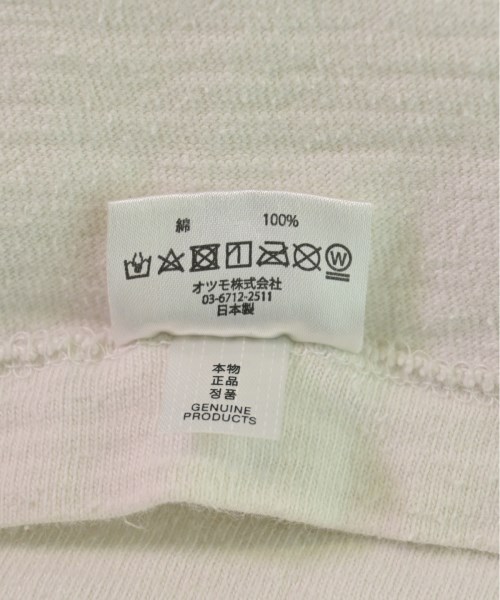 綿 100%
W
オツモ株式会社
03-6712-2511
日本製
本物
正品
정품
GENUINE
PRODUCTS